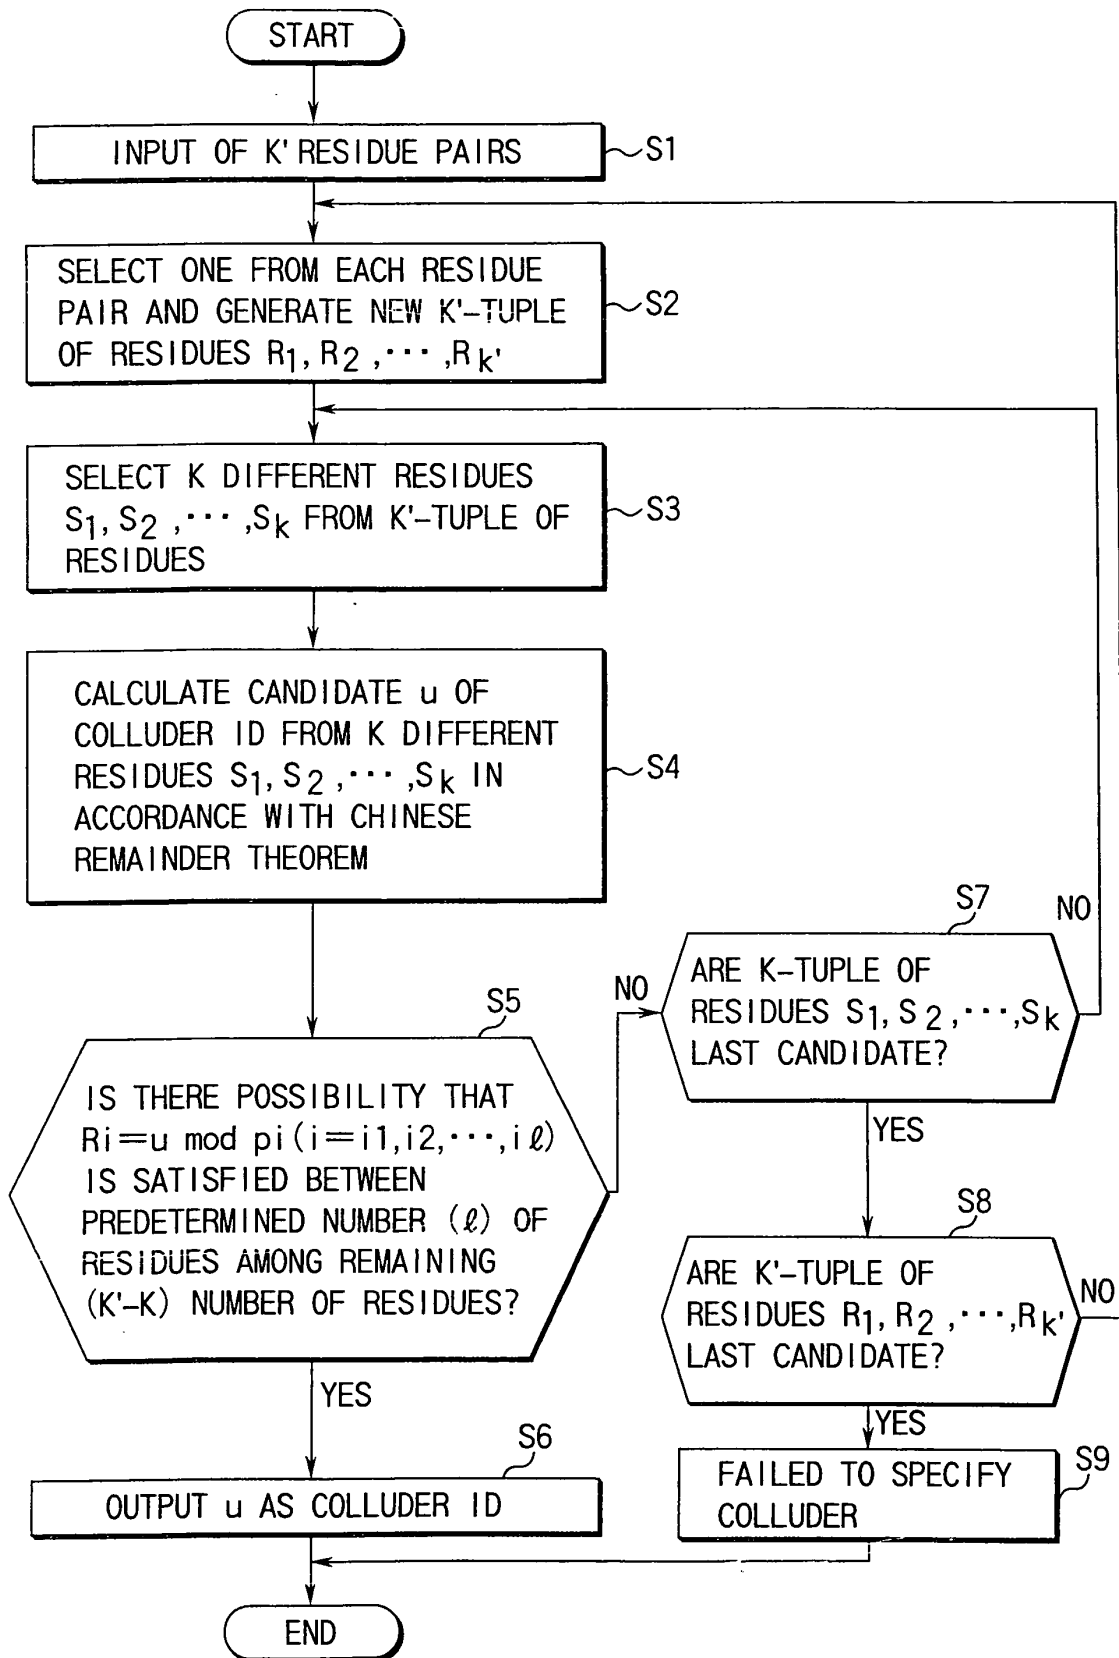 START
INPUT OF K' RESIDUE PAIRS
S1
SELECT ONE FROM EACH RESIDUE
PAIR AND GENERATE NEW K'-TUPLE
OF RESIDUES R1, R2 ,···,Rk'
S2
SELECT K DIFFERENT RESIDUES
S1, S2 ,···,Sk FROM K'-TUPLE OF
RESIDUES
S3
CALCULATE CANDIDATE u OF
COLLUDER ID FROM K DIFFERENT
RESIDUES S1, S2 ,···,Sk IN
ACCORDANCE WITH CHINESE
REMAINDER THEOREM
S4
S5
IS THERE POSSIBILITY THAT
Ri=u mod pi(i=i1,i2,···,iℓ)
IS SATISFIED BETWEEN
PREDETERMINED NUMBER (ℓ) OF
RESIDUES AMONG REMAINING
(K'-K) NUMBER OF RESIDUES?
NO
YES
S7
ARE K-TUPLE OF
RESIDUES S1, S2 ,···,Sk
LAST CANDIDATE?
NO
YES
S8
ARE K'-TUPLE OF
RESIDUES R1, R2 ,···,Rk'
LAST CANDIDATE?
NO
YES
S6
OUTPUT u AS COLLUDER ID
S9
FAILED TO SPECIFY
COLLUDER
END